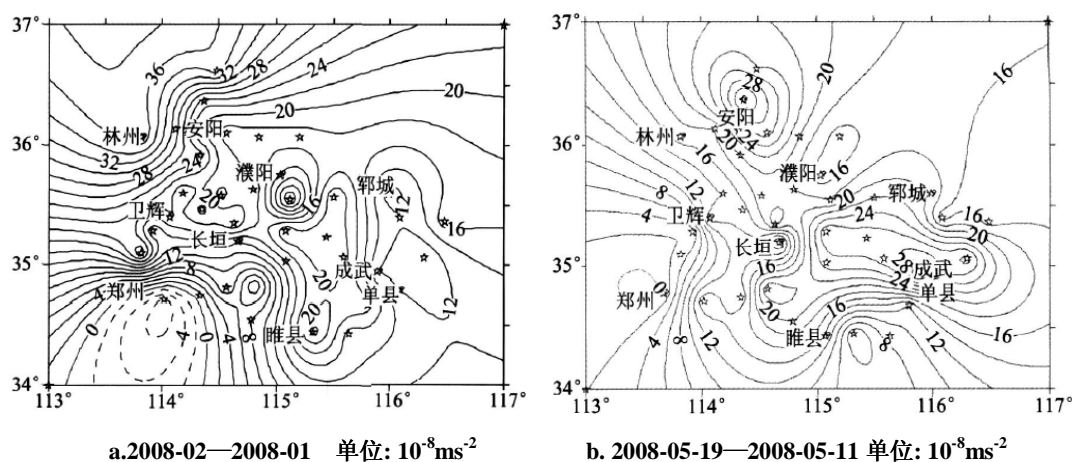 37°
36°
35°
34°
113° 114° 115° 116° 117°
36 32 28 24
20 20
林州 安阳
32 24
28 濮阳 郓城
20 16 12
卫辉 16
长垣
12
8 20 成武
郑州 4 单县 12
0 20
4 0 4 8 睢县
37°
36°
35°
34°
113° 114° 115° 116° 117°
20 16
28
安阳
林州 20 24
16 濮阳 16
8 12 20 郓城
4 卫辉 24 16
长垣 20
16 28 成武
郑州 24 单县
20 16
4 8 12 睢县 8 12 16
a.2008-02—2008-01 单位: 10⁻⁸ms⁻²
b. 2008-05-19—2008-05-11 单位: 10⁻⁸ms⁻²